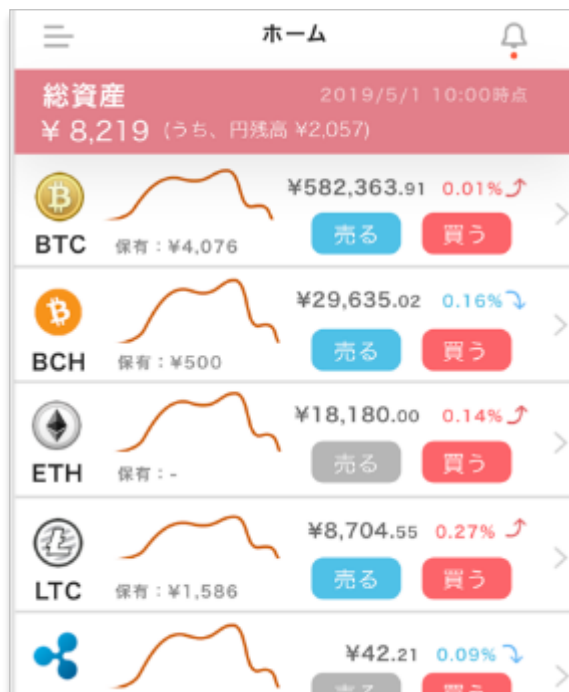 ホーム
総資産
2019/5/1 10:00時点
¥ 8,219 (うち、円残高 ¥2,057)
¥582,363.91 0.01%
BTC
保有：¥4,076
売る
買う
¥29,635.02 0.16%
BCH
保有：¥500
売る
買う
¥18,180.00 0.14%
ETH
保有：-
売る
買う
¥8,704.55 0.27%
LTC
保有：¥1,586
売る
買う
¥42.21 0.09%
売る
買う